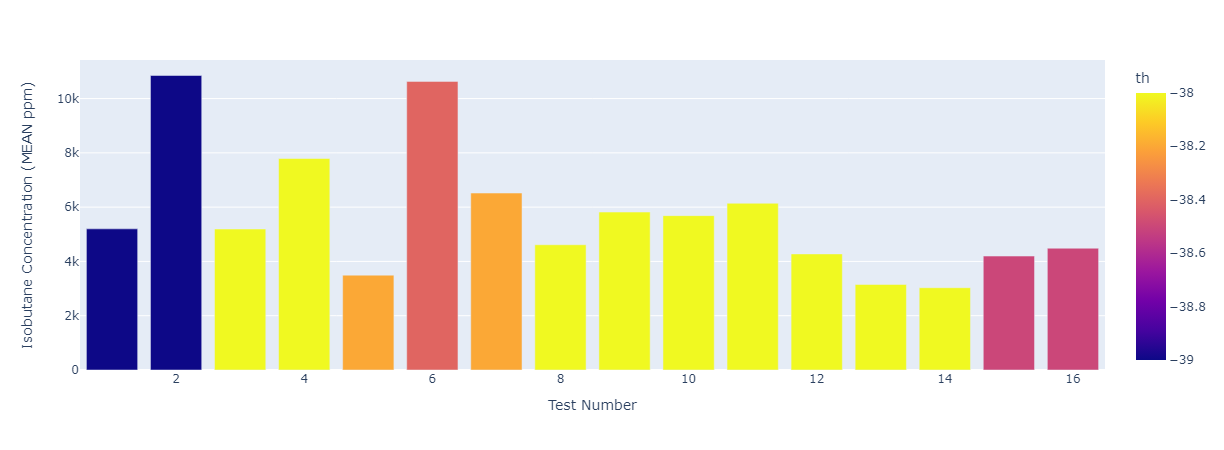 Isobutane Concentration (MEAN ppm)
10k
8k
6k
4k
2k
0
2 4 6 8 10 12 14 16
Test Number
th
−38
−38.2
−38.4
−38.6
−38.8
−39